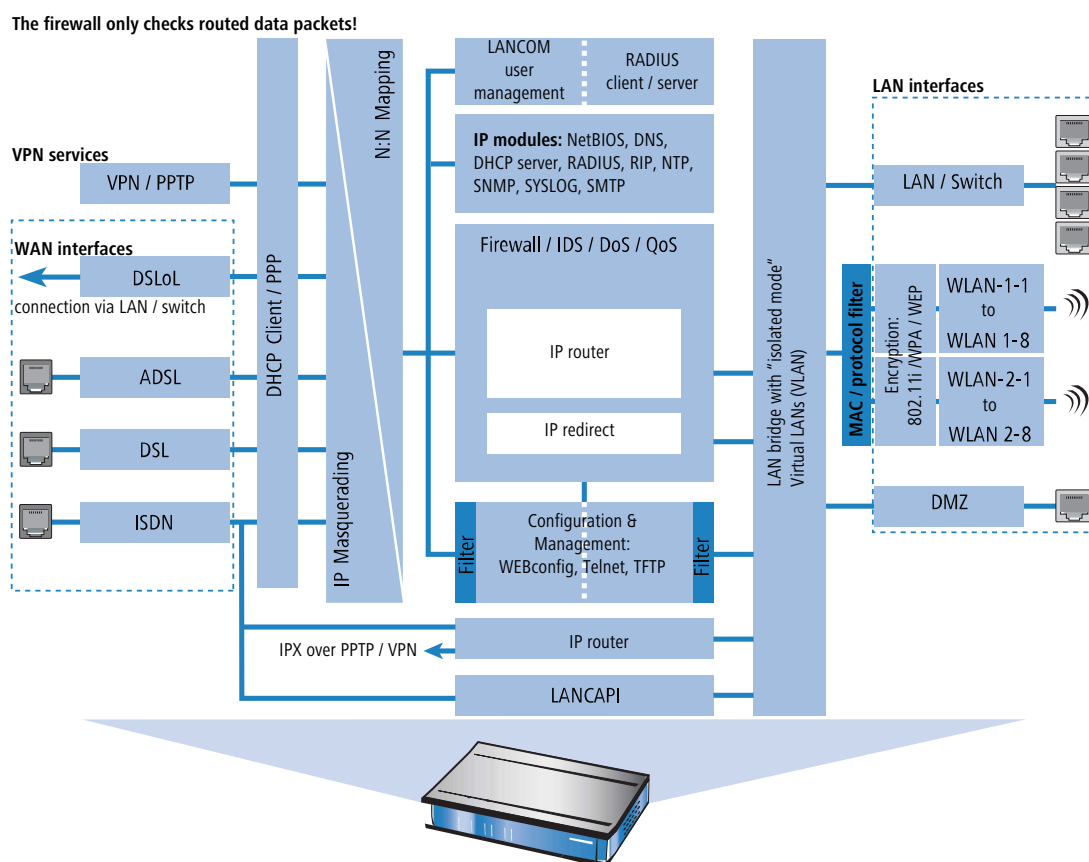 The firewall only checks routed data packets!
VPN services
VPN / PPTP
WAN interfaces
DSLoL
connection via LAN / switch
ADSL
DSL
ISDN
DHCP Client / PPP
IP Masquerading
N:N Mapping
LANCOM
user
management
RADIUS
client / server
IP modules: NetBIOS, DNS,
DHCP server, RADIUS, RIP, NTP,
SNMP, SYSLOG, SMTP
Firewall / IDS / DoS / QoS
IP router
IP redirect
Filter
Configuration &
Management:
WEBconfig, Telnet, TFTP
Filter
IPX over PPTP / VPN
IP router
LANCAPI
LAN bridge with "isolated mode"
Virtual LANs (VLAN)
LAN interfaces
LAN / Switch
MAC / protocol filter
Encryption:
802.11i /WPA / WEP
WLAN-1-1
to
WLAN 1-8
WLAN-2-1
to
WLAN 2-8
DMZ